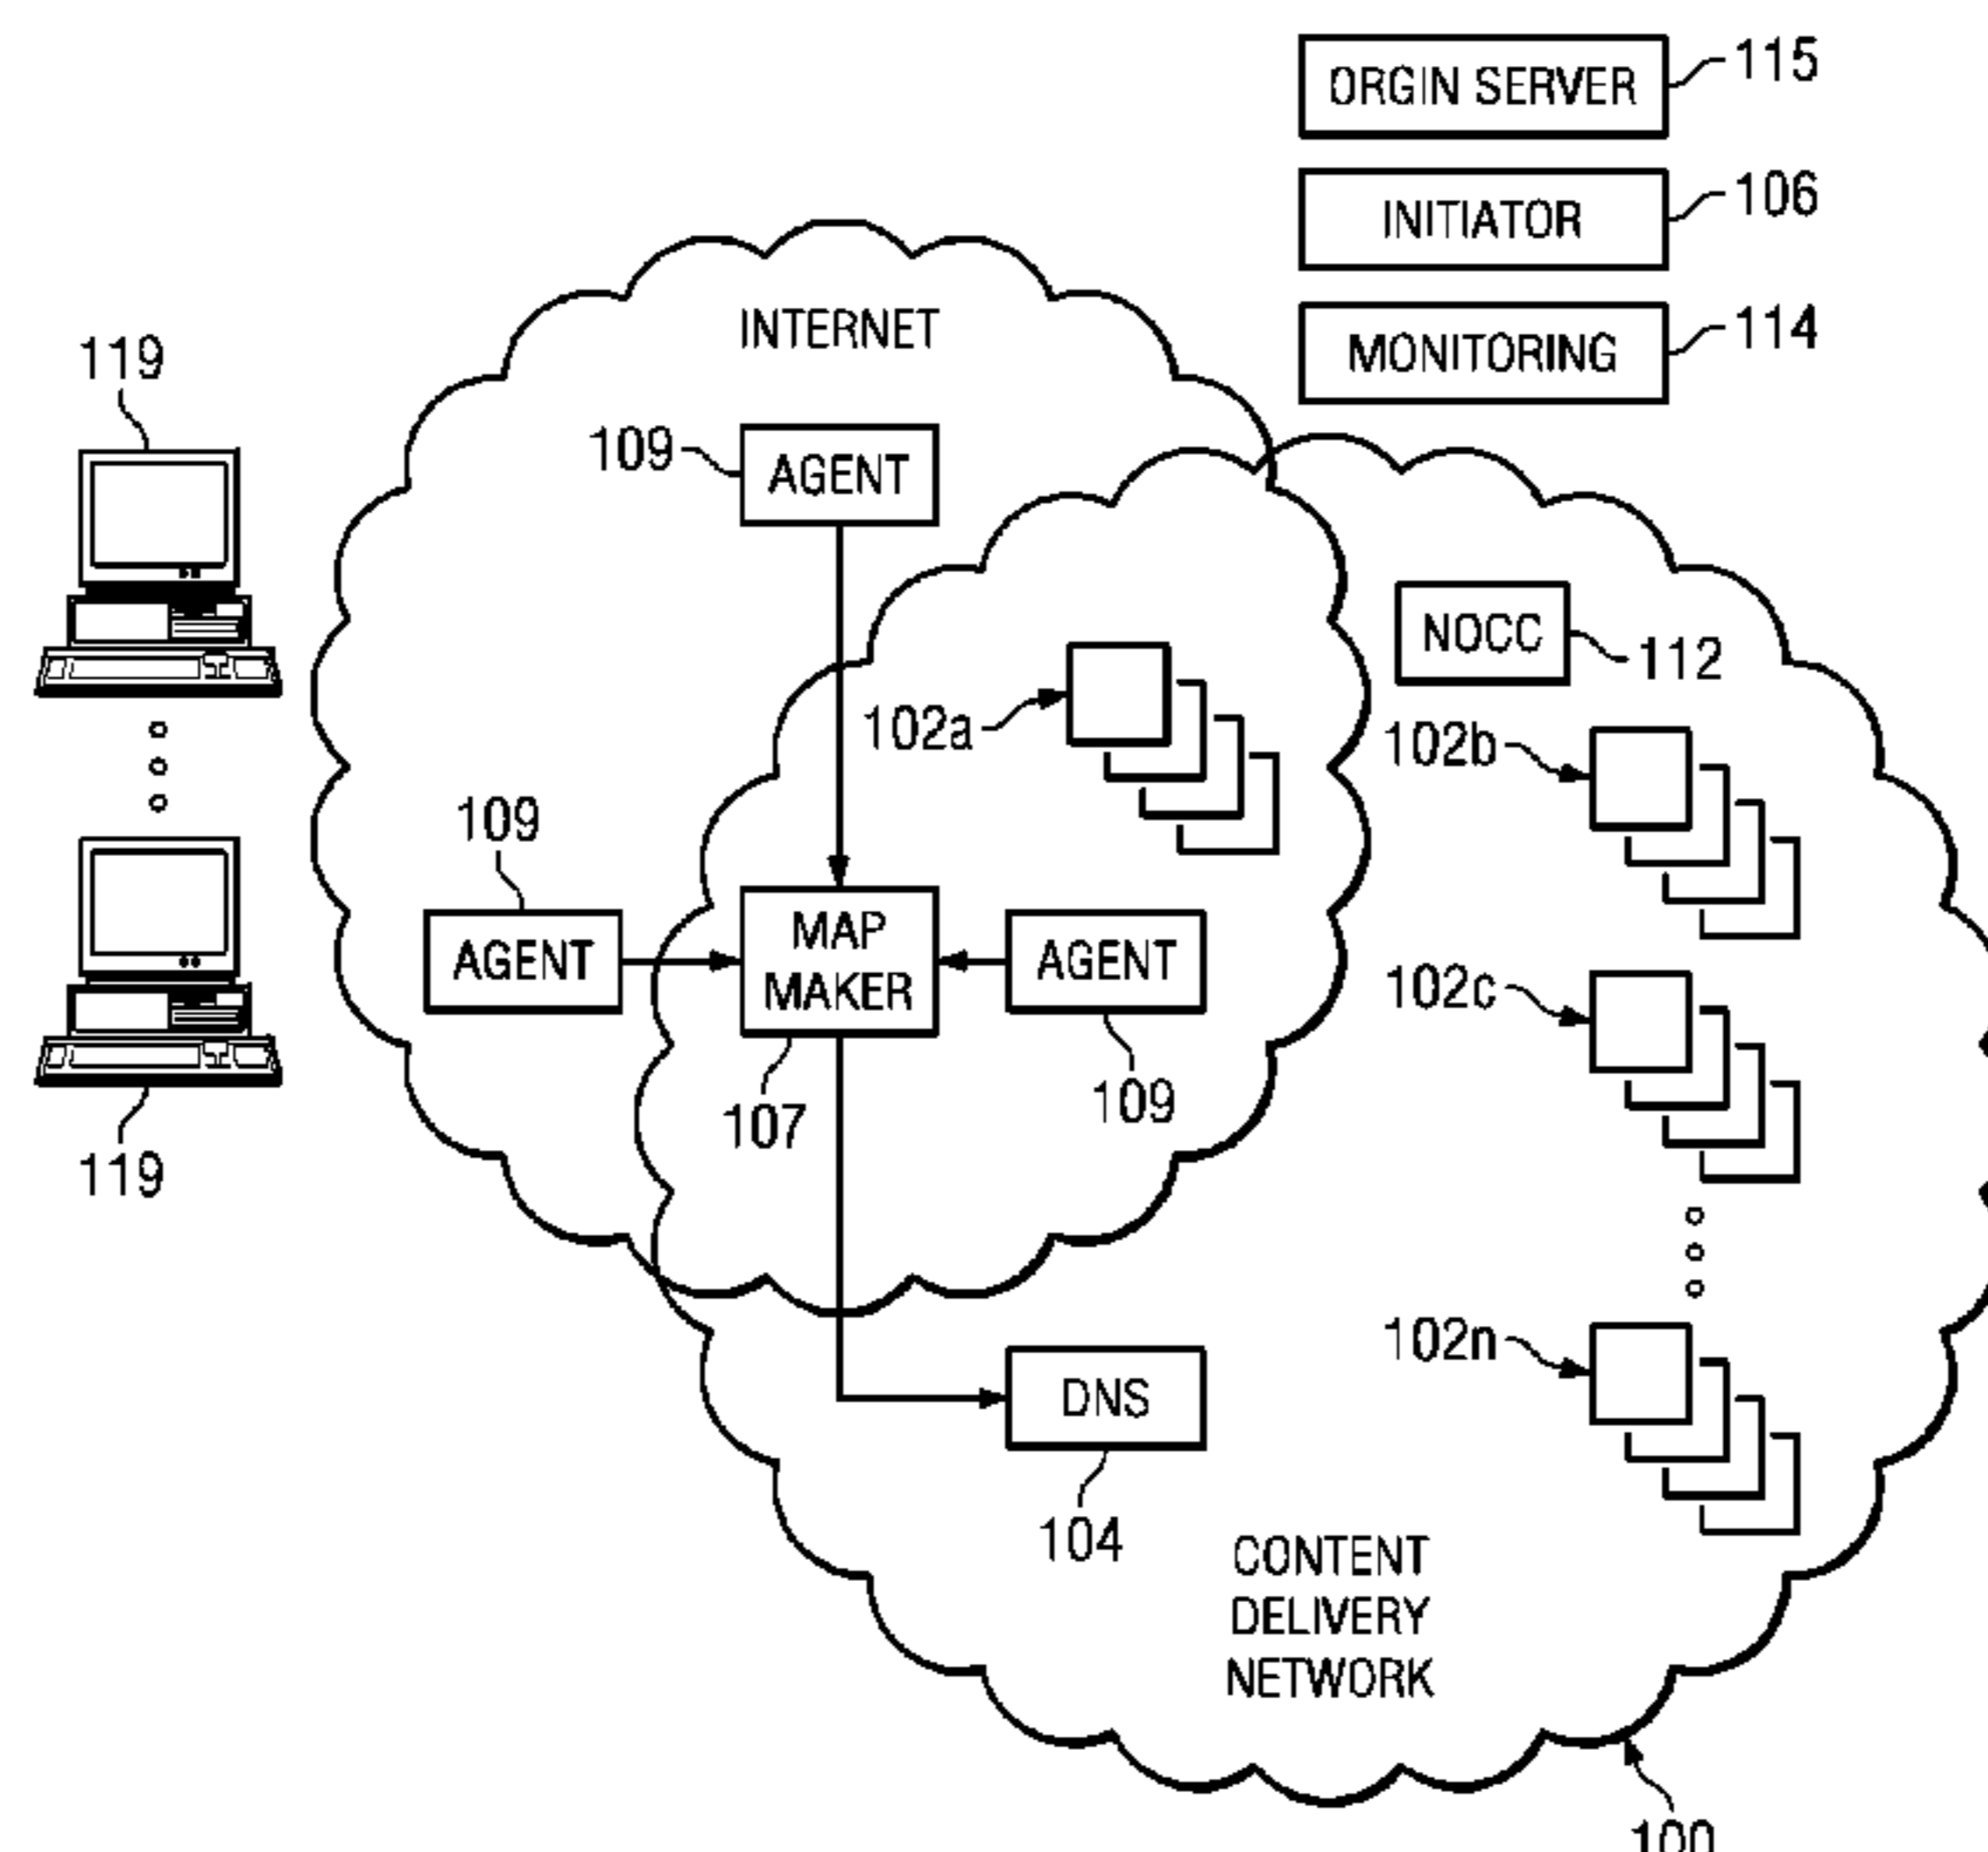 ORGIN SERVER
115
INITIATOR
106
INTERNET
MONITORING
114
119
109
AGENT
NOCC
112
102a
102b
109
AGENT
MAP
MAKER
AGENT
102c
107
109
119
102n
DNS
104
CONTENT
DELIVERY
NETWORK
100